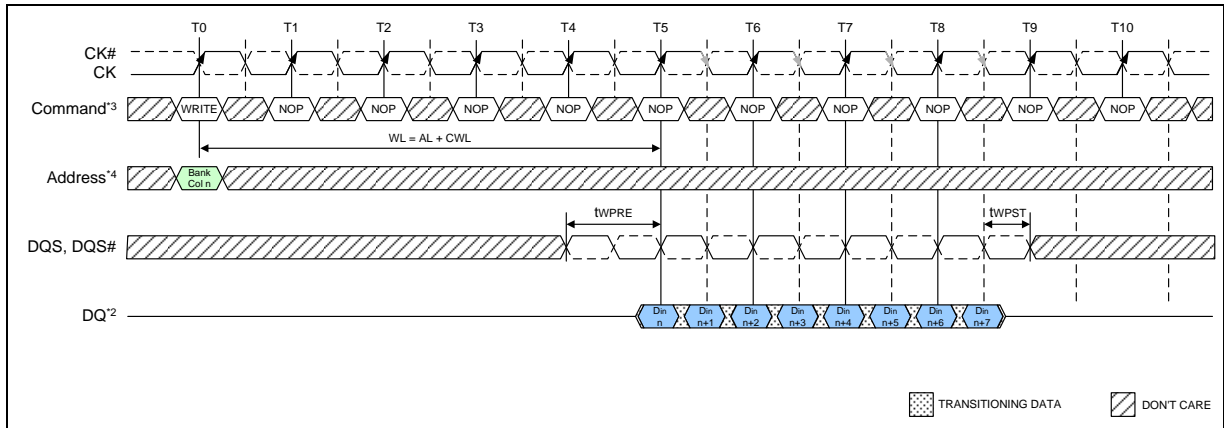 T0 T1 T2 T3 T4 T5 T6 T7 T8 T9 T10
CK#
CK
Command*3 WRITE NOP NOP NOP NOP NOP NOP NOP NOP NOP NOP
WL = AL + CWL
Address*4 Bank Col n
tWPRE tWPST
DQS, DQS#
DQ*2 Din n Din n+1 Din n+2 Din n+3 Din n+4 Din n+5 Din n+6 Din n+7
TRANSITIONING DATA DON'T CARE